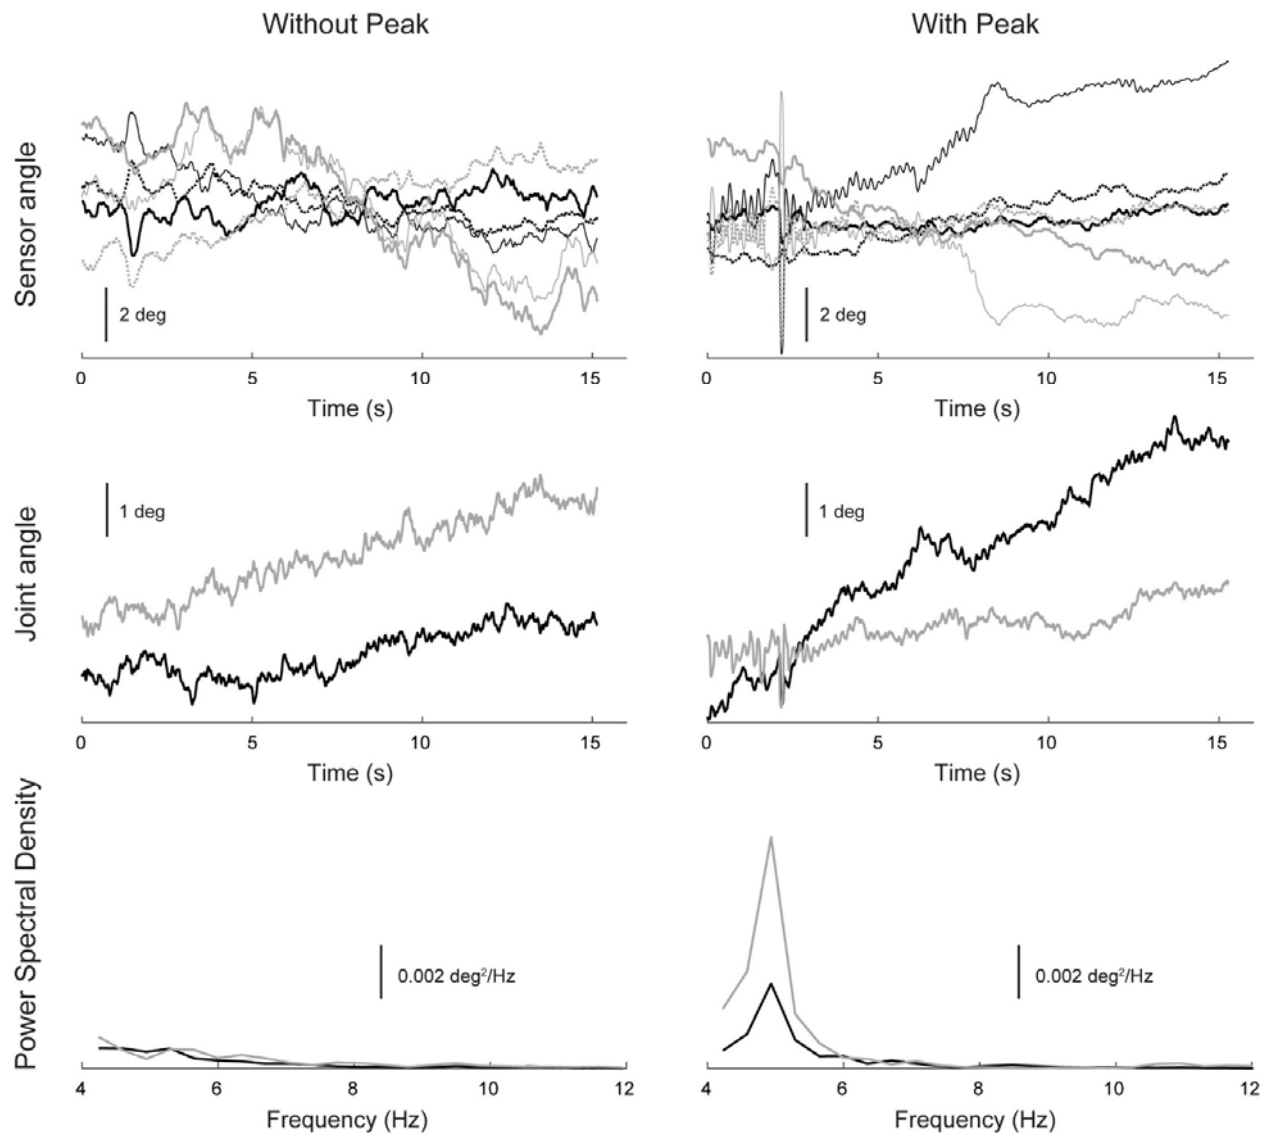 Without Peak
With Peak
Sensor angle
2 deg
2 deg
0 5 10 15
0 5 10 15
Time (s)
Time (s)
Joint angle
1 deg
1 deg
0 5 10 15
0 5 10 15
Time (s)
Time (s)
Power Spectral Density
0.002 deg²/Hz
0.002 deg²/Hz
4 6 8 10 12
4 6 8 10 12
Frequency (Hz)
Frequency (Hz)